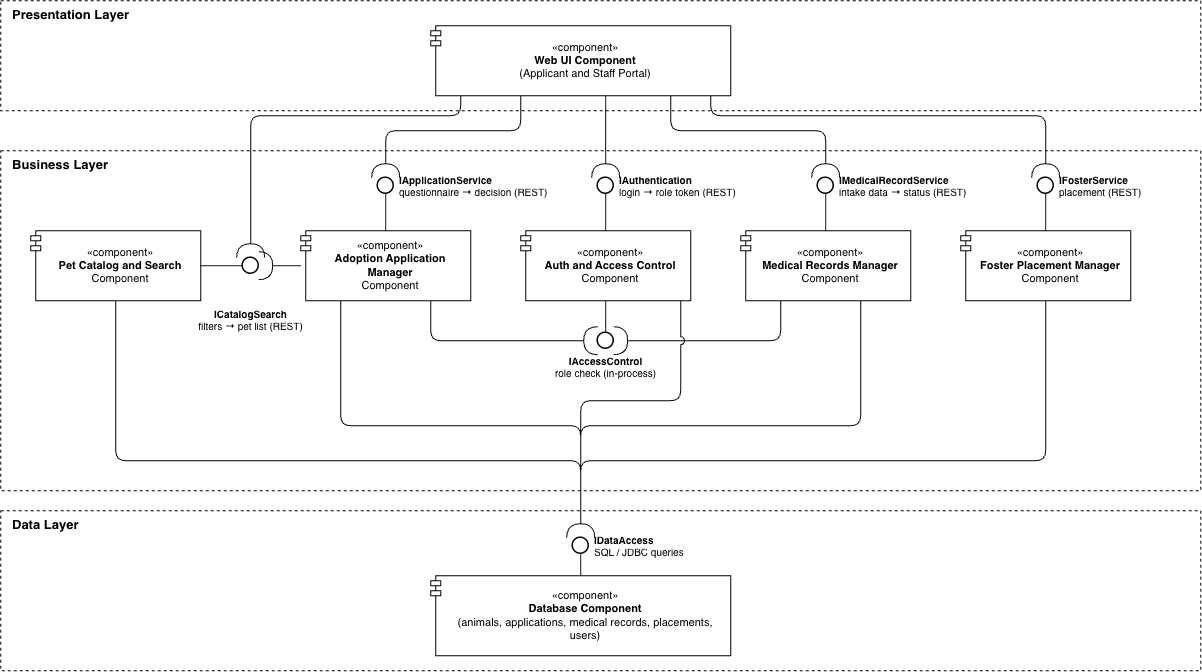 Presentation Layer
«component»
Web UI Component
(Applicant and Staff Portal)
Business Layer
IApplicationService
questionnaire → decision (REST)
IAuthentication
login → role token (REST)
IMedicalRecordService
intake data → status (REST)
IFosterService
placement (REST)
«component»
Pet Catalog and Search
Component
«component»
Adoption Application
Manager
Component
«component»
Auth and Access Control
Component
«component»
Medical Records Manager
Component
«component»
Foster Placement Manager
Component
ICatalogSearch
filters → pet list (REST)
IAccessControl
role check (in-process)
Data Layer
IDataAccess
SQL / JDBC queries
«component»
Database Component
(animals, applications, medical records, placements,
users)